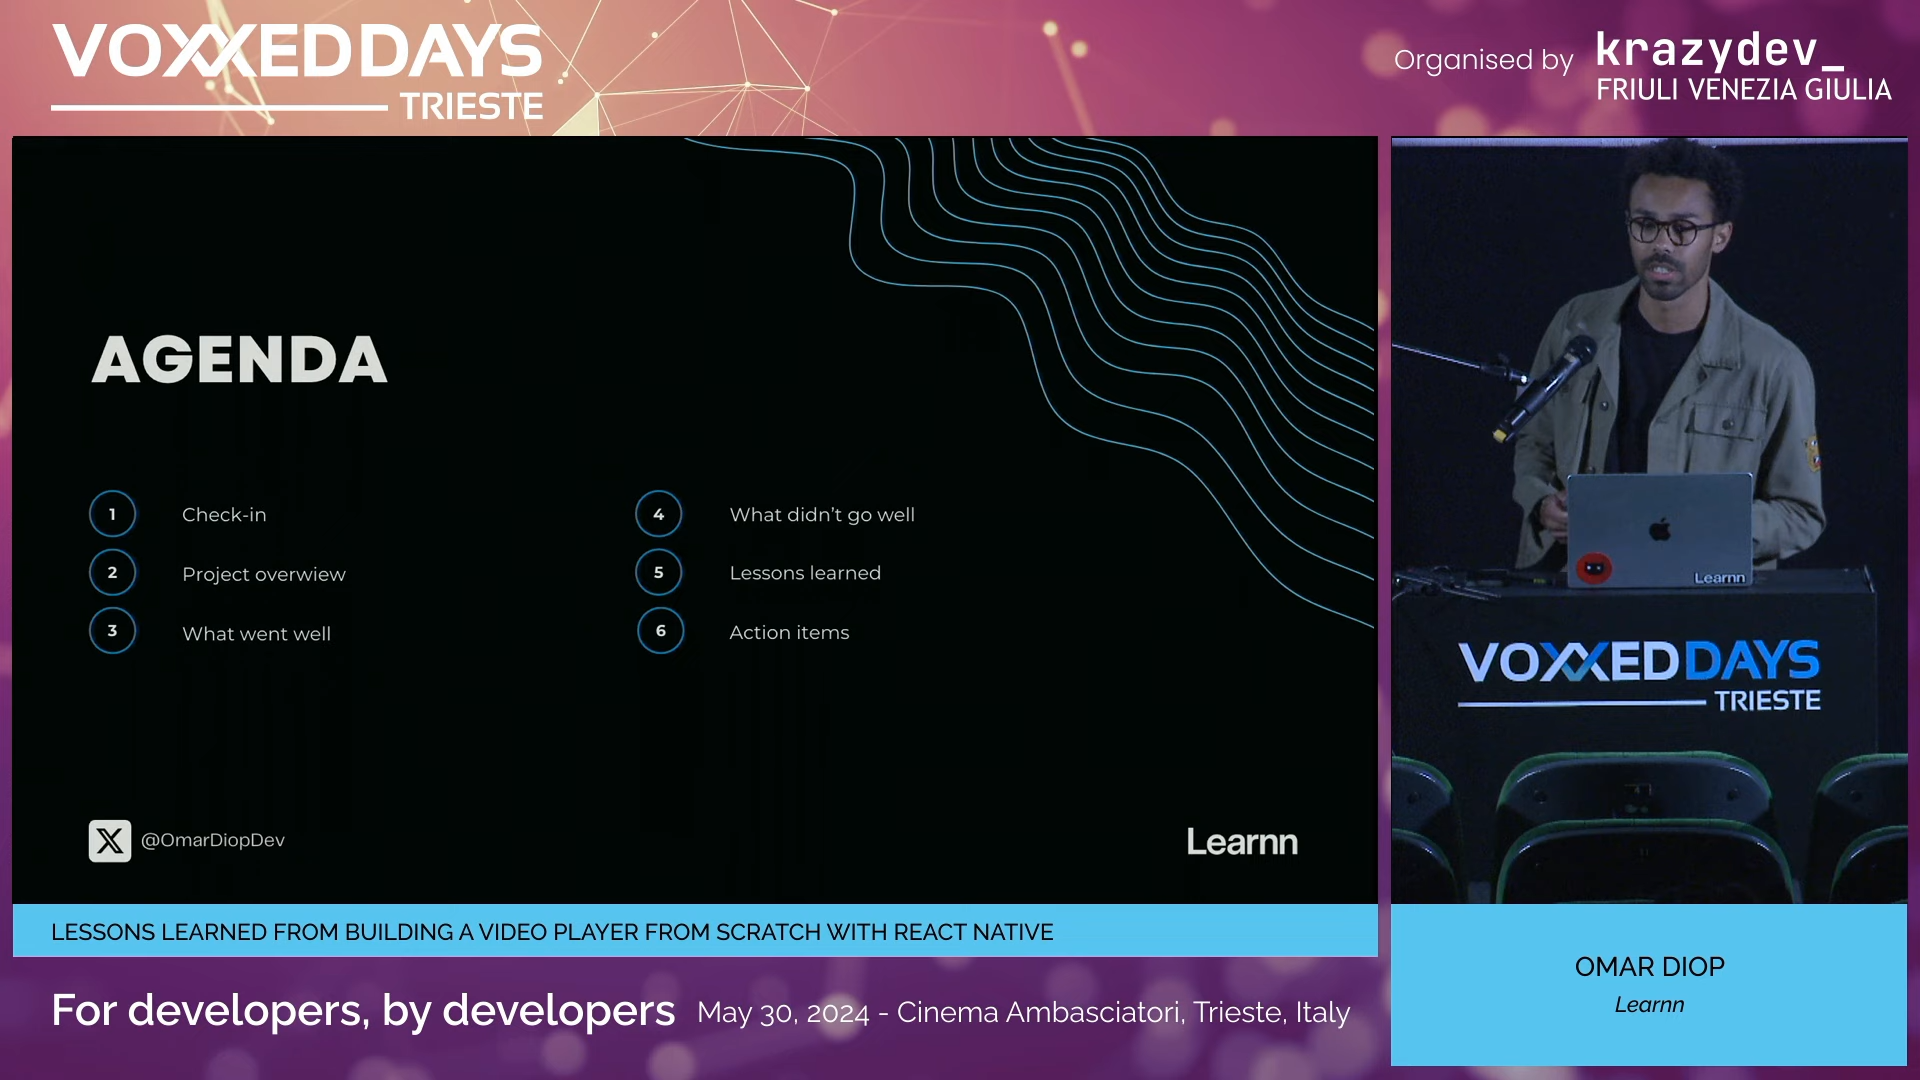 VOXXEDDAYS
TRIESTE
Organised by
krazydev_
FRIULI VENEZIA GIULIA
AGENDA
1 Check-in
2 Project overwiew
3 What went well
4 What didn't go well
5 Lessons learned
6 Action items
X @OmarDiopDev
Learnn
Learnn
VOXXEDDAYS
TRIESTE
LESSONS LEARNED FROM BUILDING A VIDEO PLAYER FROM SCRATCH WITH REACT NATIVE
OMAR DIOP
Learnn
For developers, by developers May 30, 2024 - Cinema Ambasciatori, Trieste, Italy